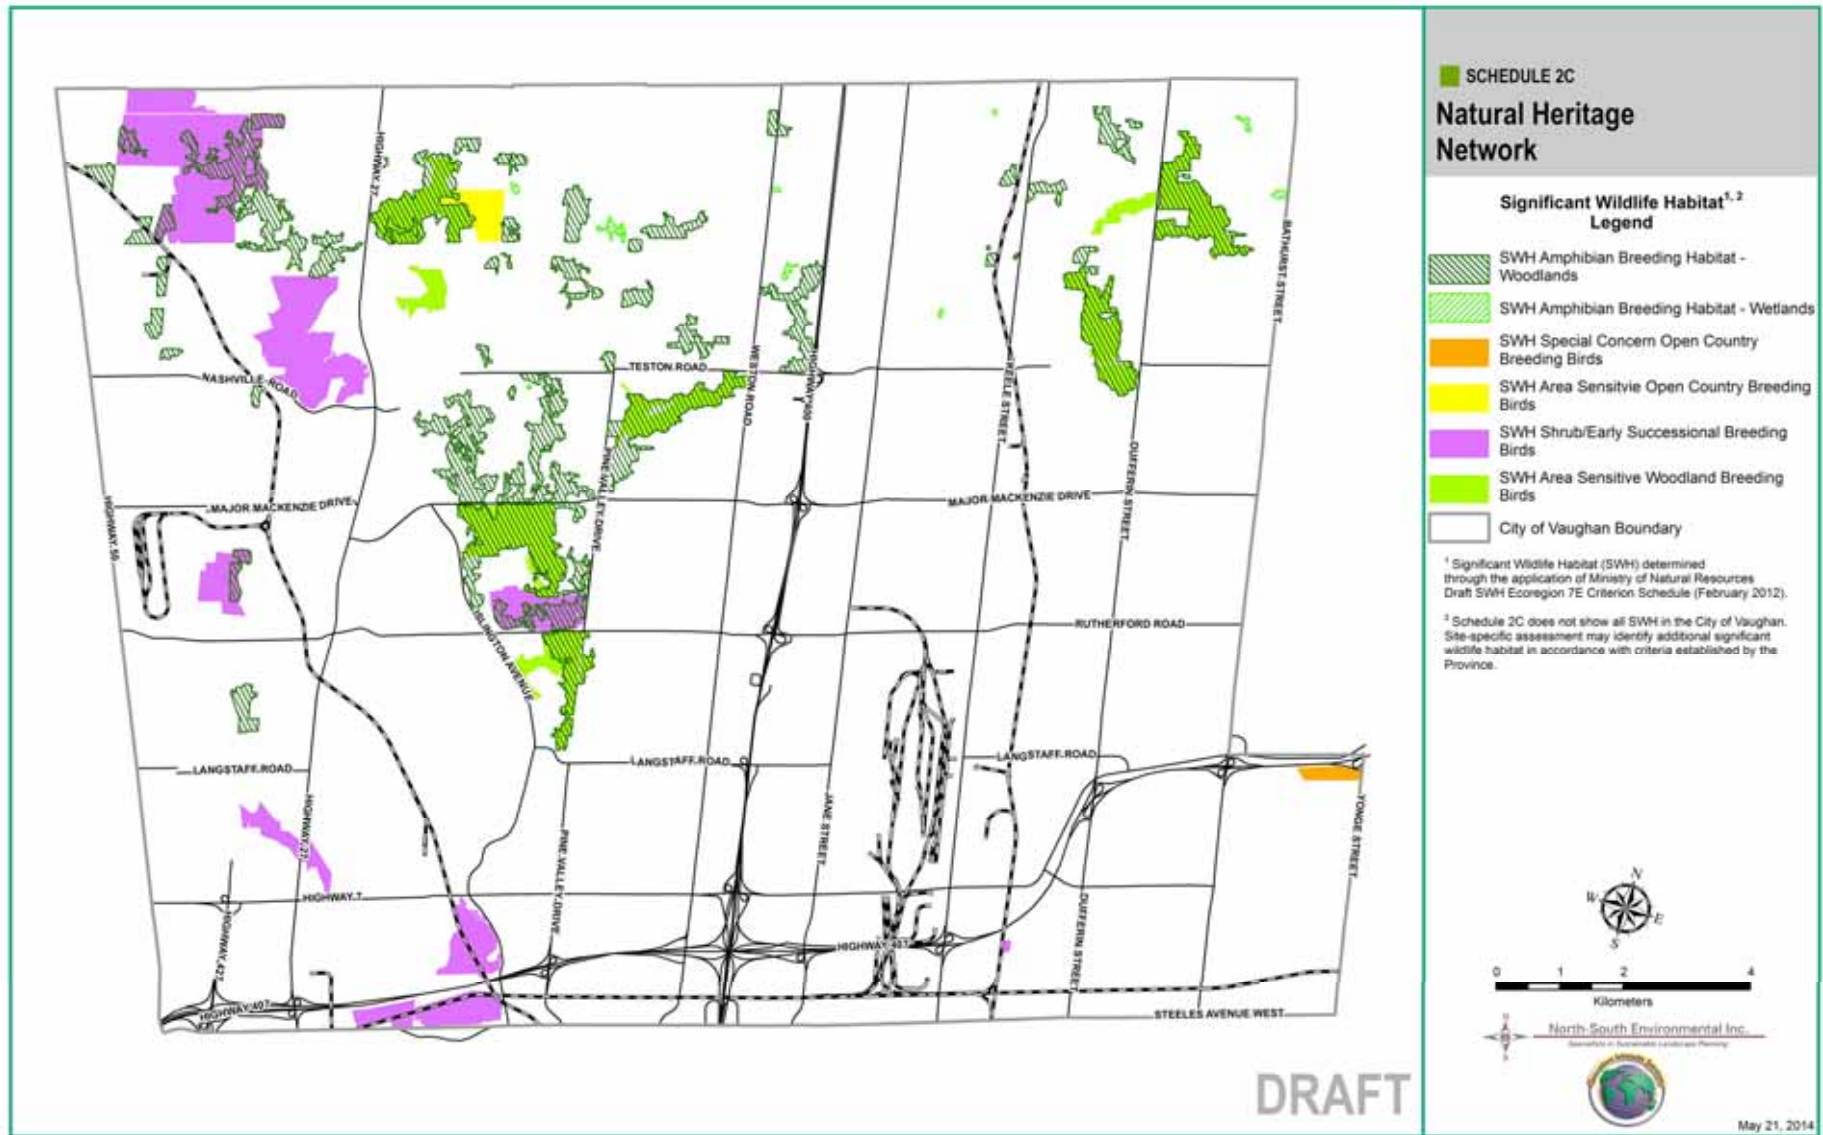 SCHEDULE 2C
Natural Heritage
Network
Significant Wildlife Habitat1, 2
Legend
SWH Amphibian Breeding Habitat -
Woodlands
SWH Amphibian Breeding Habitat - Wetlands
SWH Special Concern Open Country
Breeding Birds
SWH Area Sensitvie Open Country Breeding
Birds
SWH Shrub/Early Successional Breeding
Birds
SWH Area Sensitive Woodland Breeding
Birds
City of Vaughan Boundary
1 Significant Wildlife Habitat (SWH) determined
through the application of Ministry of Natural Resources
Draft SWH Ecoregion 7E Criterion Schedule (February 2012).
2 Schedule 2C does not show all SWH in the City of Vaughan.
Site-specific assessment may identify additional significant
wildlife habitat in accordance with criteria established by the
Province.
N
W
E
S
0 1 2 4
Kilometers
North-South Environmental Inc.
Specialists in Sustainable Landscape Planning
May 21, 2014
HIGHWAY 27
BATHURST STREET
TESTON ROAD
WESTON ROAD
HIGHWAY 400
KEELE STREET
NASHVILLE ROAD
PINE VALLEY DRIVE
DUFFERIN STREET
HIGHWAY 50
MAJOR MACKENZIE DRIVE
MAJOR MACKENZIE DRIVE
ISLINGTON AVENUE
RUTHERFORD ROAD
LANGSTAFF ROAD
LANGSTAFF ROAD
LANGSTAFF ROAD
HIGHWAY 27
JANE STREET
YONGE STREET
PINE VALLEY DRIVE
HIGHWAY 7
HIGHWAY 427
DUFFERIN STREET
HIGHWAY 407
HIGHWAY 407
STEELES AVENUE WEST
DRAFT